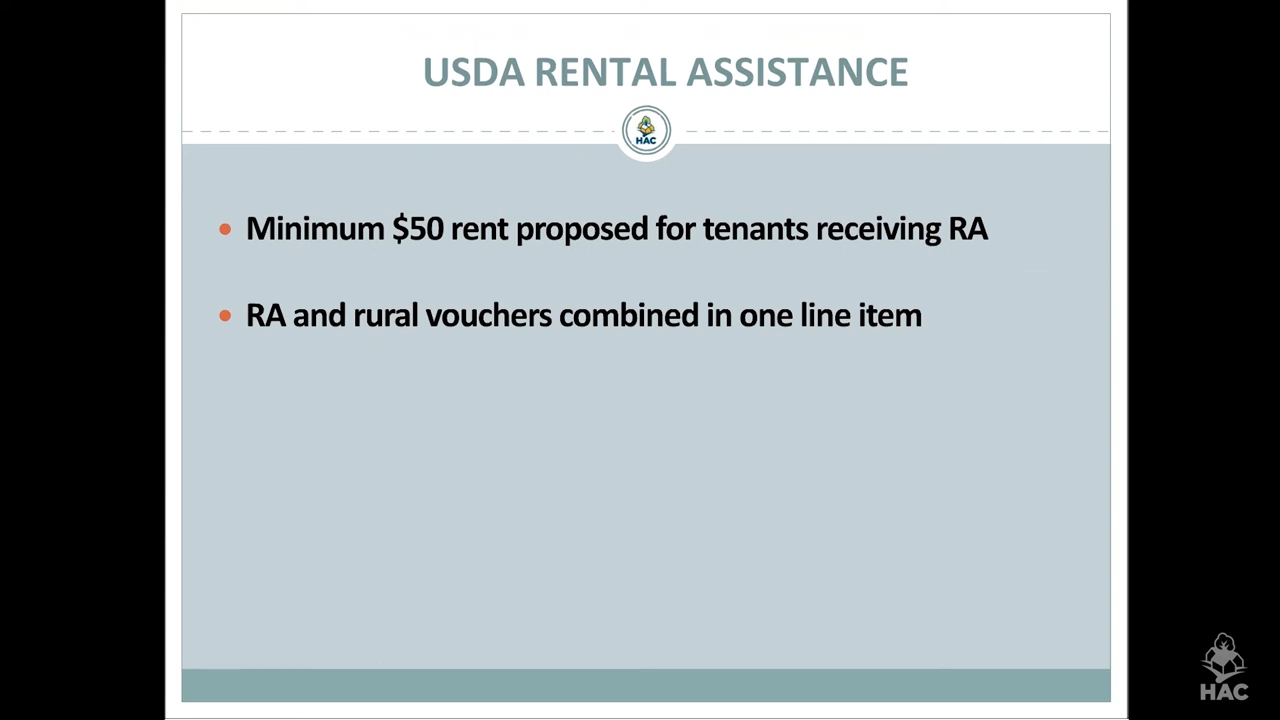 USDA RENTAL ASSISTANCE
HAC
Minimum $50 rent proposed for tenants receiving RA
RA and rural vouchers combined in one line item
HAC